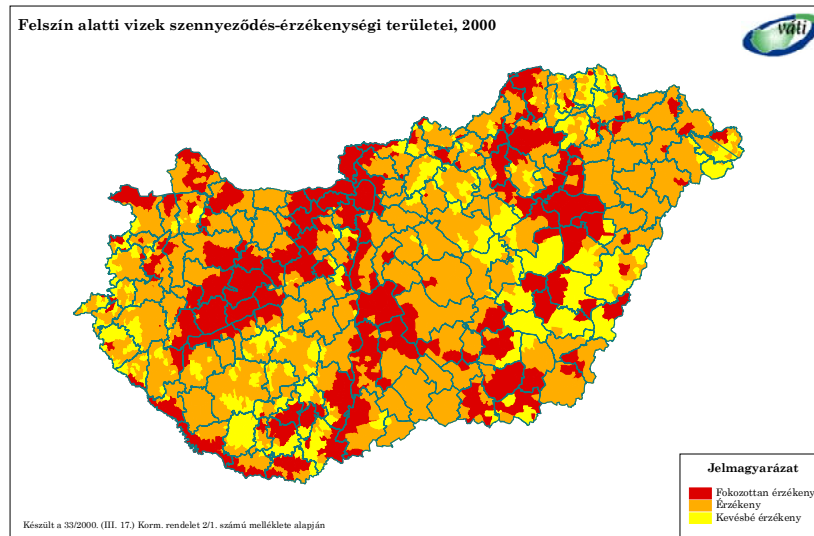 Felszín alatti vizek szennyeződés-érzékenységi területei, 2000
váti
Jelmagyarázat
Fokozottan érzékeny
Érzékeny
Kevésbé érzékeny
Készült a 33/2000. (III. 17.) Korm. rendelet 2/1. számú melléklete alapján